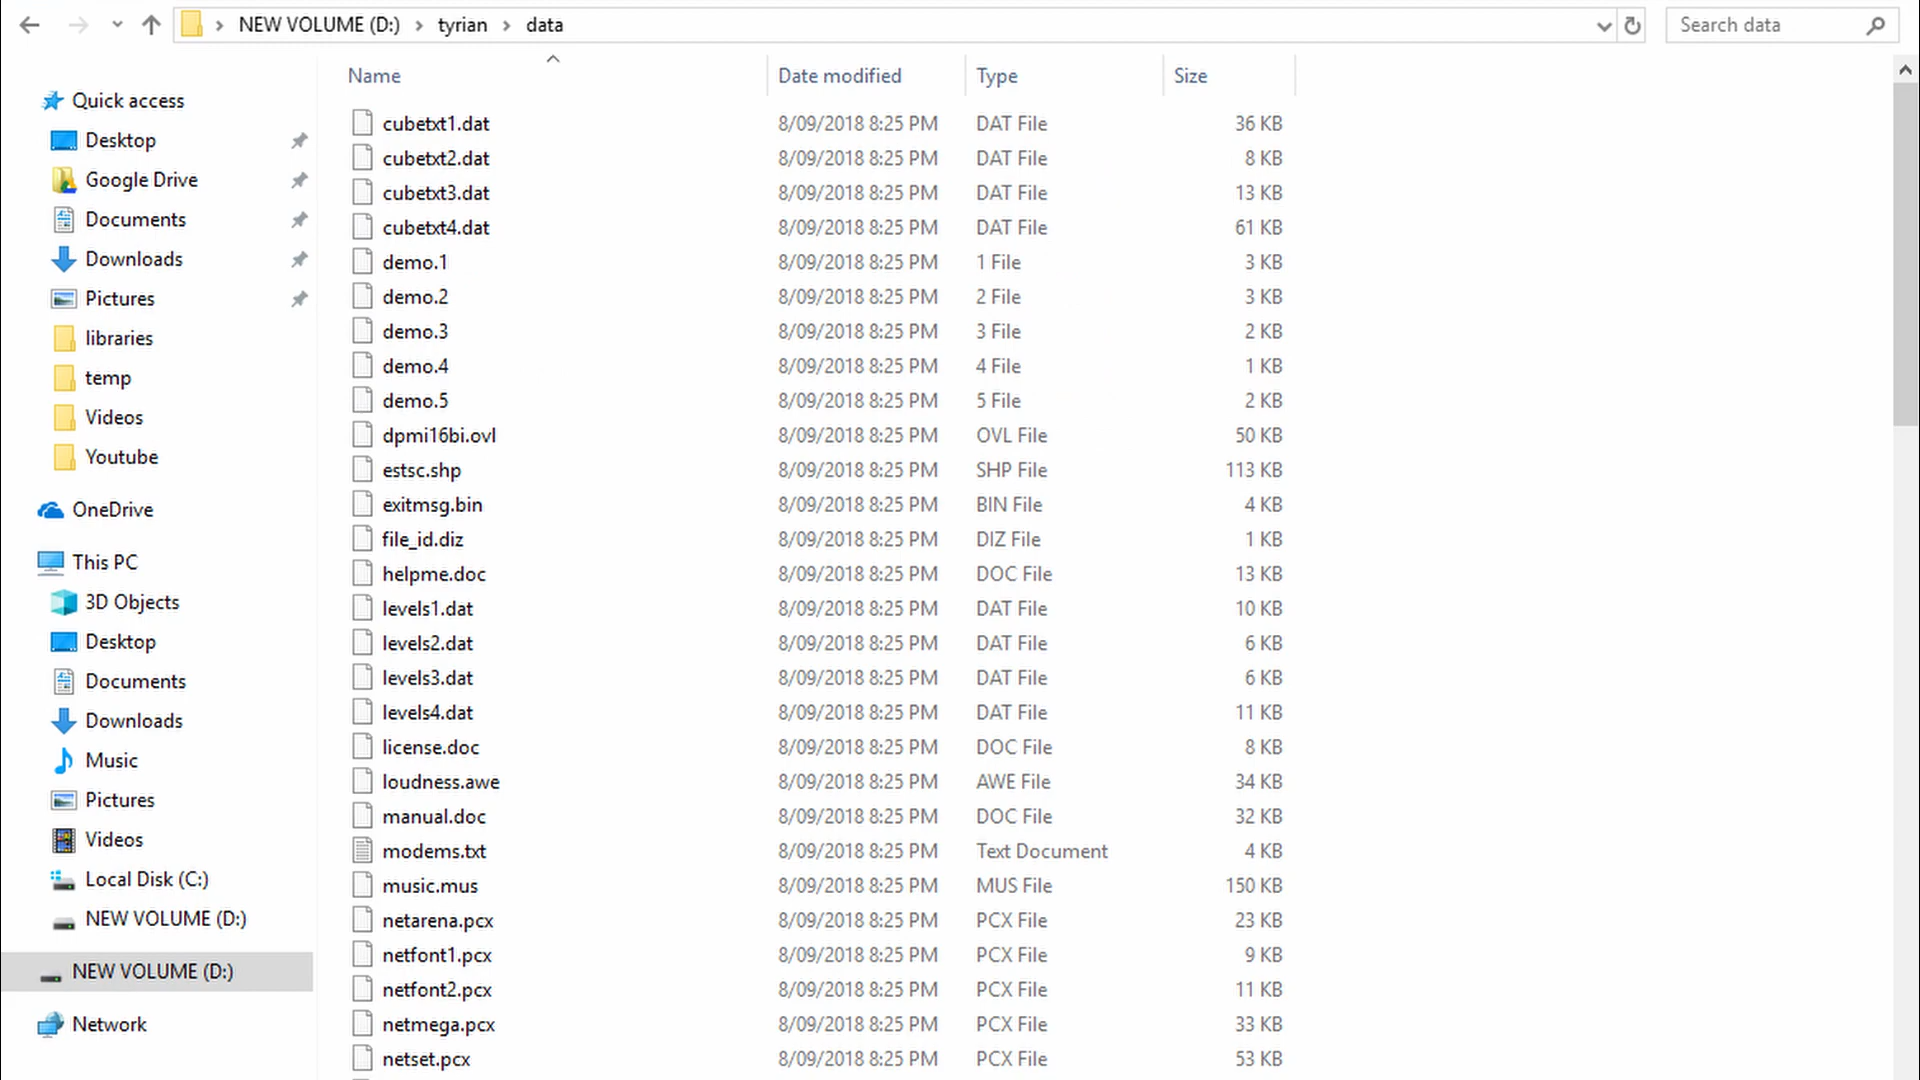 NEW VOLUME (D:) > tyrian > data
Search data
Name Date modified Type Size
Quick access
Desktop
Google Drive
Documents
Downloads
Pictures
libraries
temp
Videos
Youtube
OneDrive
This PC
3D Objects
Desktop
Documents
Downloads
Music
Pictures
Videos
Local Disk (C:)
NEW VOLUME (D:)
NEW VOLUME (D:)
Network
cubetxt1.dat 8/09/2018 8:25 PM DAT File 36 KB
cubetxt2.dat 8/09/2018 8:25 PM DAT File 8 KB
cubetxt3.dat 8/09/2018 8:25 PM DAT File 13 KB
cubetxt4.dat 8/09/2018 8:25 PM DAT File 61 KB
demo.1 8/09/2018 8:25 PM 1 File 3 KB
demo.2 8/09/2018 8:25 PM 2 File 3 KB
demo.3 8/09/2018 8:25 PM 3 File 2 KB
demo.4 8/09/2018 8:25 PM 4 File 1 KB
demo.5 8/09/2018 8:25 PM 5 File 2 KB
dpmi16bi.ovl 8/09/2018 8:25 PM OVL File 50 KB
estsc.shp 8/09/2018 8:25 PM SHP File 113 KB
exitmsg.bin 8/09/2018 8:25 PM BIN File 4 KB
file_id.diz 8/09/2018 8:25 PM DIZ File 1 KB
helpme.doc 8/09/2018 8:25 PM DOC File 13 KB
levels1.dat 8/09/2018 8:25 PM DAT File 10 KB
levels2.dat 8/09/2018 8:25 PM DAT File 6 KB
levels3.dat 8/09/2018 8:25 PM DAT File 6 KB
levels4.dat 8/09/2018 8:25 PM DAT File 11 KB
license.doc 8/09/2018 8:25 PM DOC File 8 KB
loudness.awe 8/09/2018 8:25 PM AWE File 34 KB
manual.doc 8/09/2018 8:25 PM DOC File 32 KB
modems.txt 8/09/2018 8:25 PM Text Document 4 KB
music.mus 8/09/2018 8:25 PM MUS File 150 KB
netarena.pcx 8/09/2018 8:25 PM PCX File 23 KB
netfont1.pcx 8/09/2018 8:25 PM PCX File 9 KB
netfont2.pcx 8/09/2018 8:25 PM PCX File 11 KB
netmega.pcx 8/09/2018 8:25 PM PCX File 33 KB
netset.pcx 8/09/2018 8:25 PM PCX File 53 KB